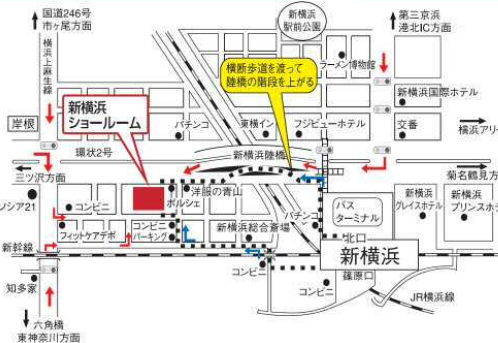 国道246号
市ヶ尾方面
横浜上麻生線
新横浜
駅前公園
第三京浜
港北IC方面
ラーメン博物館
横断歩道を渡って
陸橋の階段を上がる
新横浜国際ホテル
新横浜
ショールーム
岸根
パチンコ
東横イン
フジビューホテル
交番
横浜アリ
環状2号
新横浜陸橋
三ツ沢方面
菊名鶴見方
ンシア21
コンビニ
ポルシェ
洋服の青山
バス
ターミナル
新横浜
グレイスホテル
新横浜
プリンスホテ
フィットケアデポ
コンビニ
パーキング
新横浜総合斎場
パチンコ
北口
新幹線
新横浜
篠原口
コンビニ
コンビニ
知多家
JR横浜線
六角橋
東神奈川方面